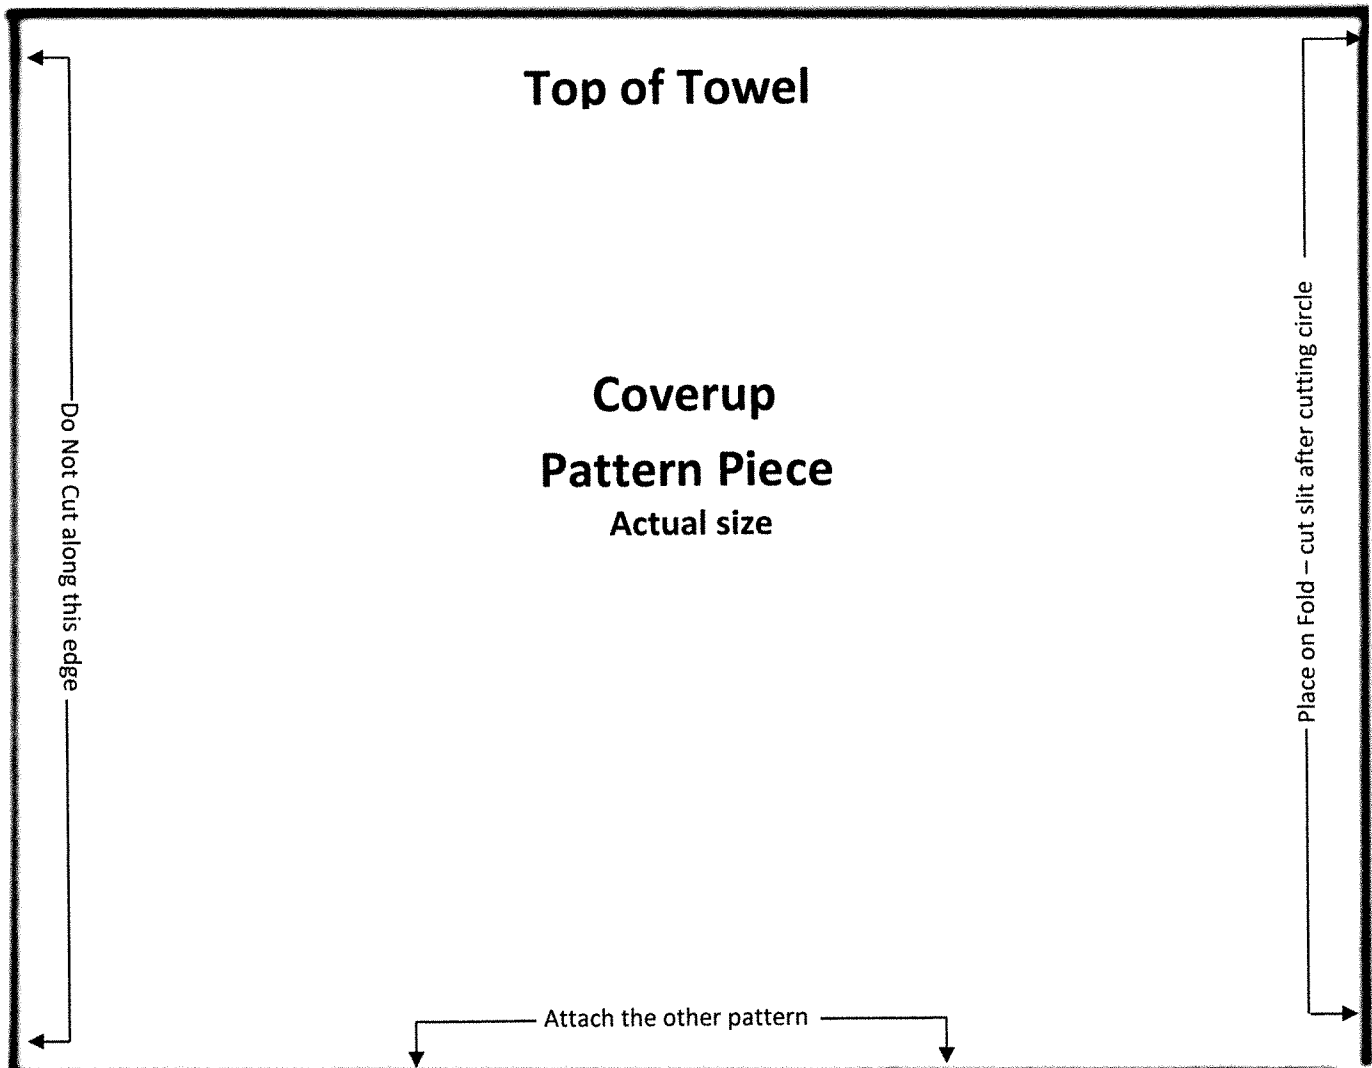 Top of Towel
Coverup
Pattern Piece
Actual size
Do Not Cut along this edge
Place on Fold – cut slit after cutting circle
Attach the other pattern